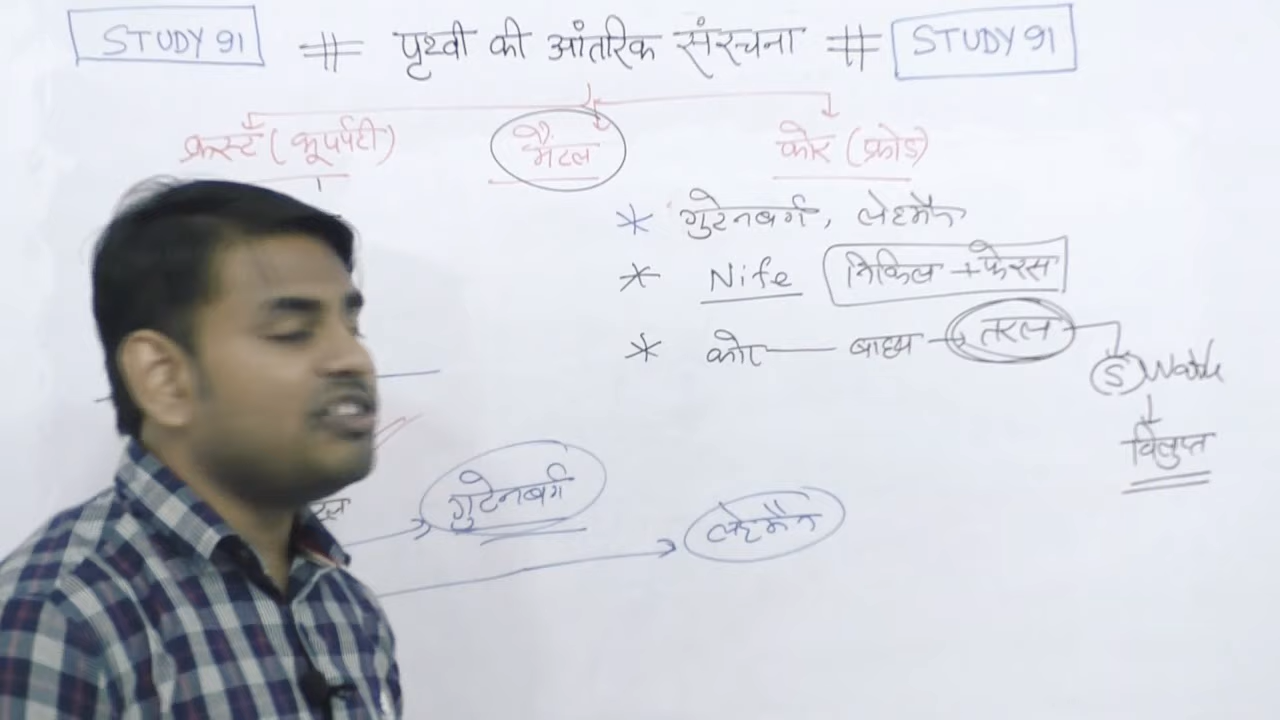 STUDY 91 # पृथ्वी की आंतरिक संरचना # STUDY 91
क्रस्ट (भूपर्पटी) मैंटल कोर (क्रोड)
* गुटेनबर्ग, लेहमैन
* Nife निकिल + फेरस
* कोर बाह्य तरल
S Wave
विलुप्त
गुटेनबर्ग
लेहमैन